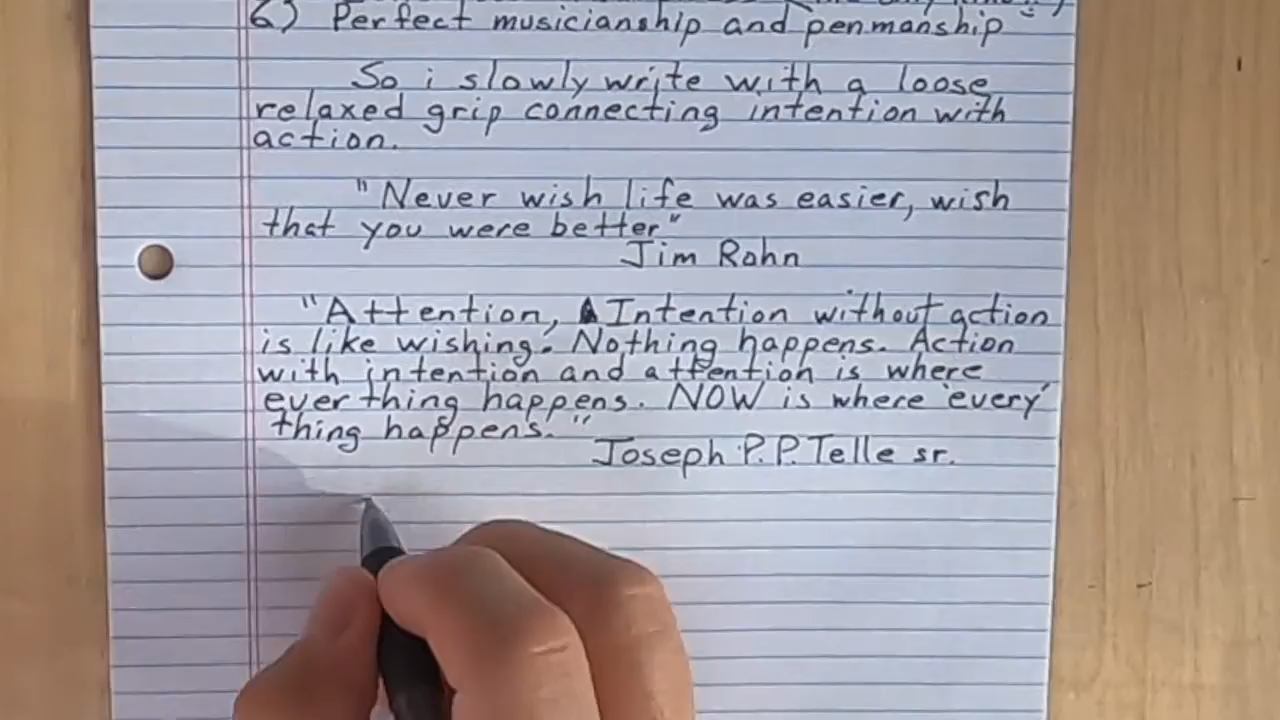 6) Perfect musicianship and penmanship
So i slowly write with a loose
relaxed grip connecting intention with
action.
"Never wish life was easier, wish
that you were better"
Jim Rohn
"Attention, Intention without action
is like wishing. Nothing happens. Action
with intention and attention is where
ever thing happens. NOW is where 'every'
thing happens."
Joseph P.P. Telle sr.